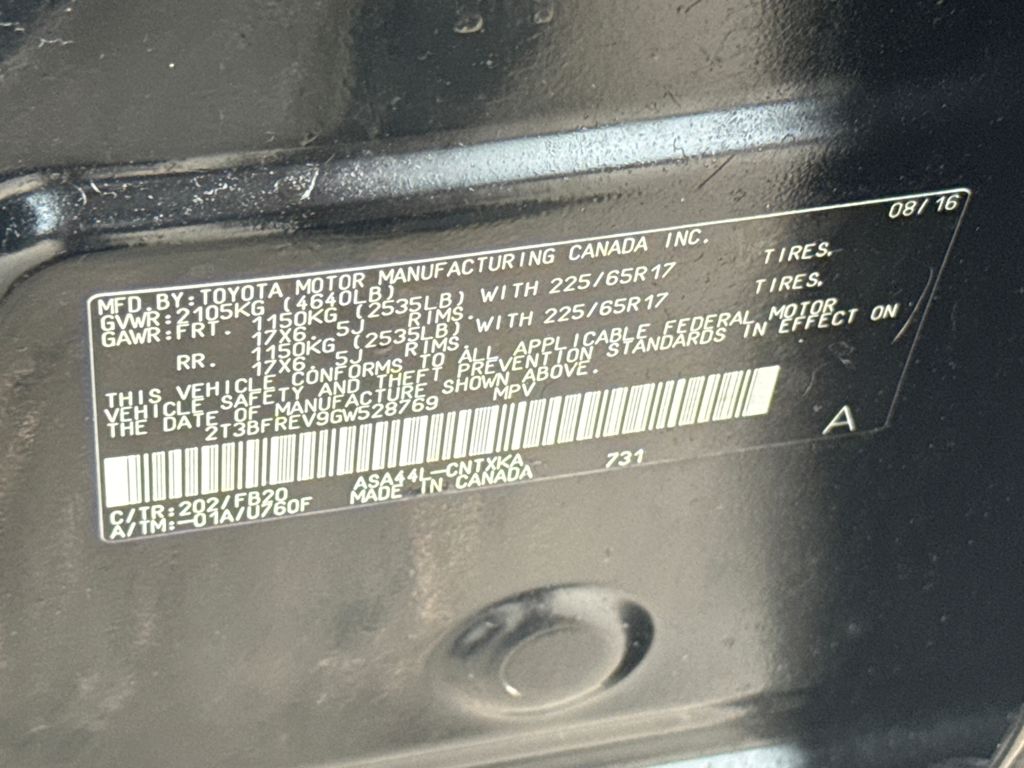 08/16
MFD.BY:TOYOTA MOTOR MANUFACTURING CANADA INC.
GVWR:2105KG (4640LB)
GAWR:FRT. 1150KG (2535LB) WITH 225/65R17 TIRES.
17X6.5J RIMS.
RR. 1150KG (2535LB) WITH 225/65R17 TIRES.
17X6.5J RIMS.
THIS VEHICLE CONFORMS TO ALL APPLICABLE FEDERAL MOTOR
VEHICLE SAFETY AND THEFT PREVENTION STANDARDS IN EFFECT ON
THE DATE OF MANUFACTURE SHOWN ABOVE.
2T3BFREV9GW528769 MPV
A
C/TR:202/FB20 ASA44L-CNTXKA 731
A/TM:-01A/U760F MADE IN CANADA